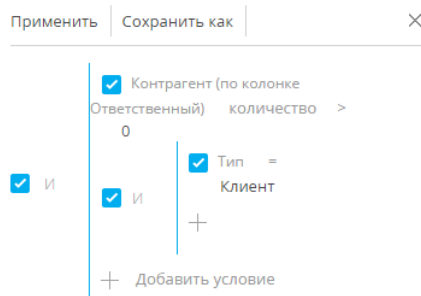 Применить Сохранить как
Контрагент (по колонке
Ответственный) количество >
0
Тип =
И И Клиент
Добавить условие